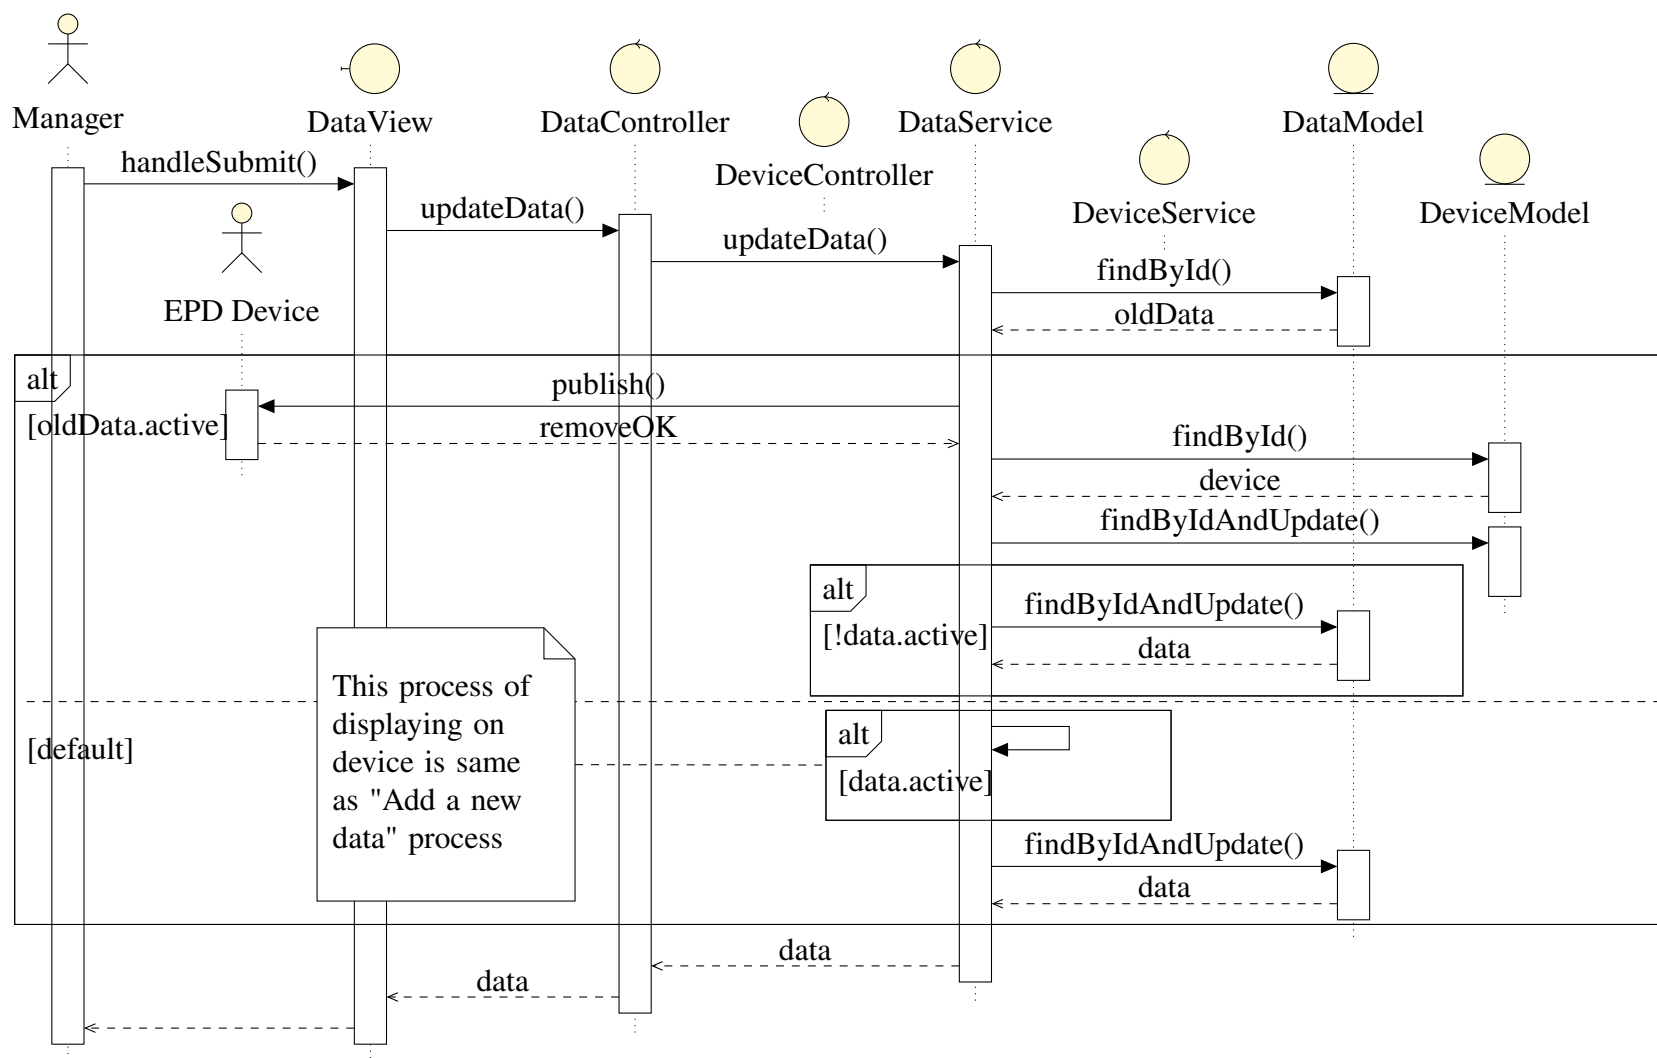 Manager
DataView
DataController
DataService
DataModel
DeviceController
DeviceService
DeviceModel
handleSubmit()
EPD Device
updateData()
updateData()
findById()
oldData
alt
[oldData.active]
publish()
removeOK
findById()
device
findByIdAndUpdate()
alt
[!data.active]
findByIdAndUpdate()
data
[default]
This process of
displaying on
device is same
as "Add a new
data" process
alt
[data.active]
findByIdAndUpdate()
data
data
data